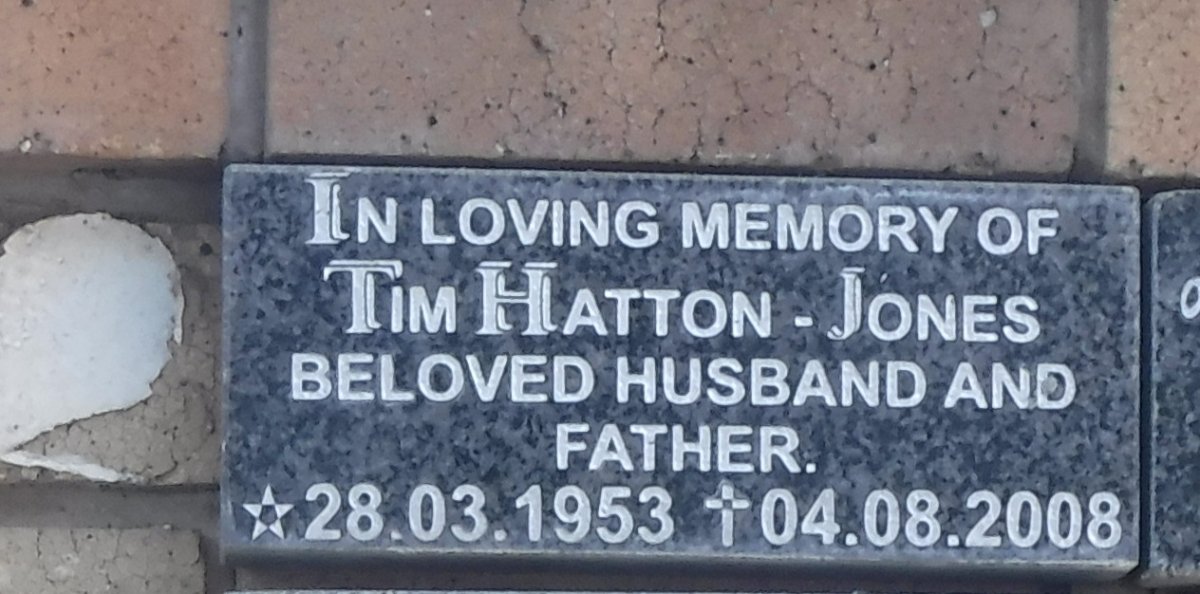 IN LOVING MEMORY OF
TIM HATTON - JONES
BELOVED HUSBAND AND
FATHER.
☆28.03.1953 ✝04.08.2008